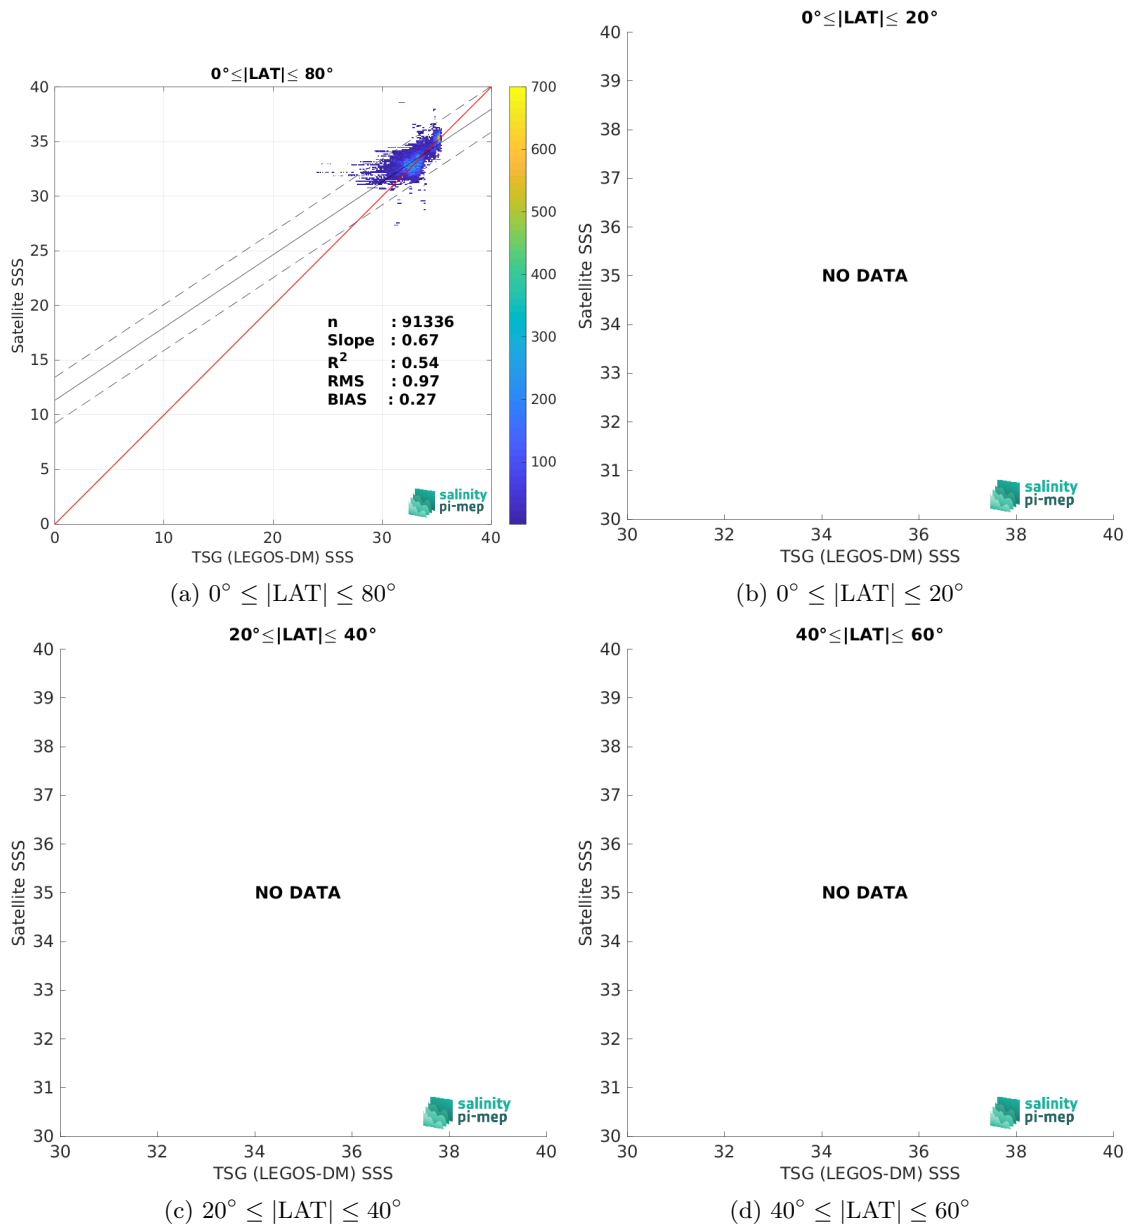 0°≤|LAT|≤ 80°
40
35
30
25
20
15
10
5
0
Satellite SSS
0
10
20
30
40
TSG (LEGOS-DM) SSS
700
600
500
400
300
200
100
n : 91336
Slope : 0.67
R2 : 0.54
RMS : 0.97
BIAS : 0.27
salinity
pi-mep
(a) 0° ≤ |LAT| ≤ 80°
0°≤|LAT|≤ 20°
40
39
38
37
36
35
34
33
32
31
30
Satellite SSS
NO DATA
30
32
34
36
38
40
TSG (LEGOS-DM) SSS
salinity
pi-mep
(b) 0° ≤ |LAT| ≤ 20°
20°≤|LAT|≤ 40°
40
39
38
37
36
35
34
33
32
31
30
Satellite SSS
NO DATA
30
32
34
36
38
40
TSG (LEGOS-DM) SSS
salinity
pi-mep
(c) 20° ≤ |LAT| ≤ 40°
40°≤|LAT|≤ 60°
40
39
38
37
36
35
34
33
32
31
30
Satellite SSS
NO DATA
30
32
34
36
38
40
TSG (LEGOS-DM) SSS
salinity
pi-mep
(d) 40° ≤ |LAT| ≤ 60°